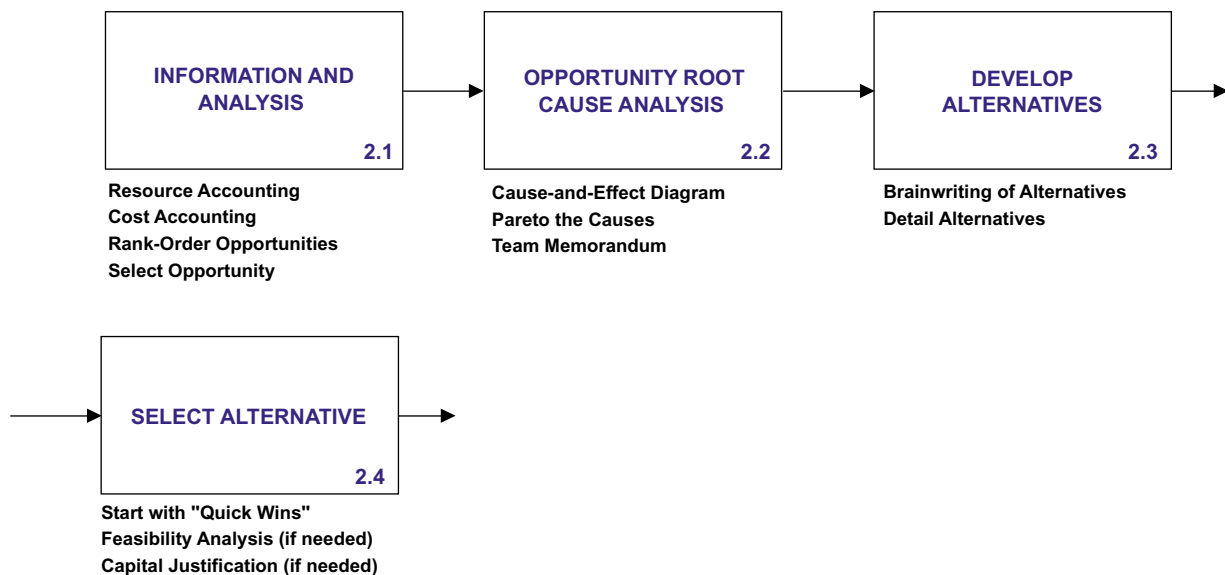 INFORMATION AND
ANALYSIS
2.1
Resource Accounting
Cost Accounting
Rank-Order Opportunities
Select Opportunity
OPPORTUNITY ROOT
CAUSE ANALYSIS
2.2
Cause-and-Effect Diagram
Pareto the Causes
Team Memorandum
DEVELOP
ALTERNATIVES
2.3
Brainwriting of Alternatives
Detail Alternatives
SELECT ALTERNATIVE
2.4
Start with "Quick Wins"
Feasibility Analysis (if needed)
Capital Justification (if needed)